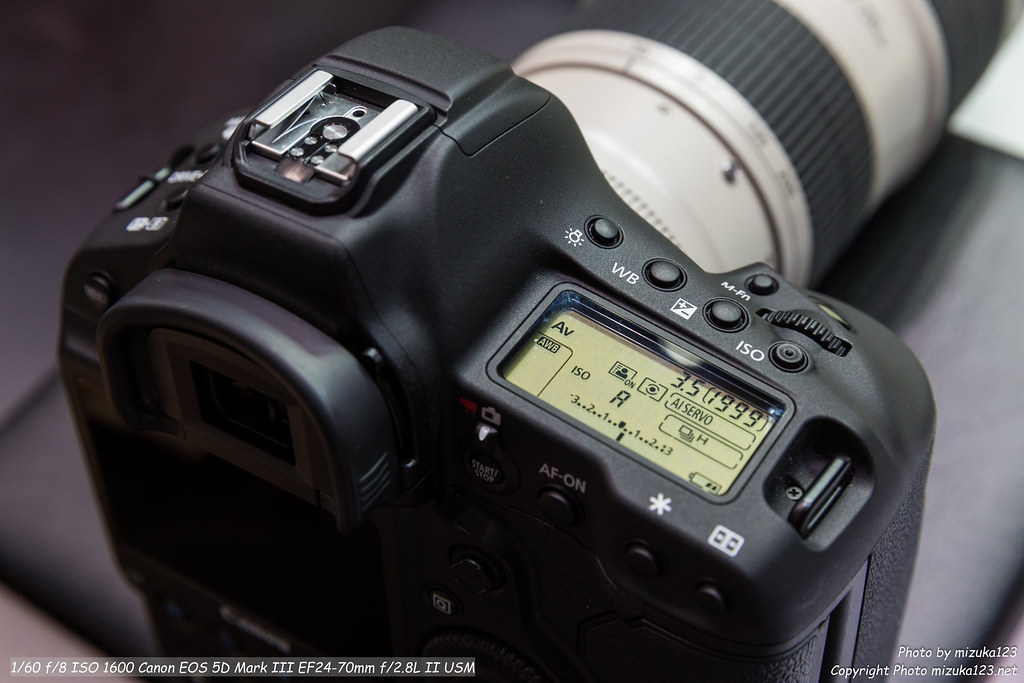 WB
M-Fn
ISO
Av
3.5 [1999]
AWB
ISO
ON
AI SERVO
A
H
3..2..1..▼..1..2..:3
START/
STOP
AF-ON
1/60 f/8 ISO 1600 Canon EOS 5D Mark III EF24-70mm f/2.8L II USM
Photo by mizuka123
Copyright Photo mizuka123.net